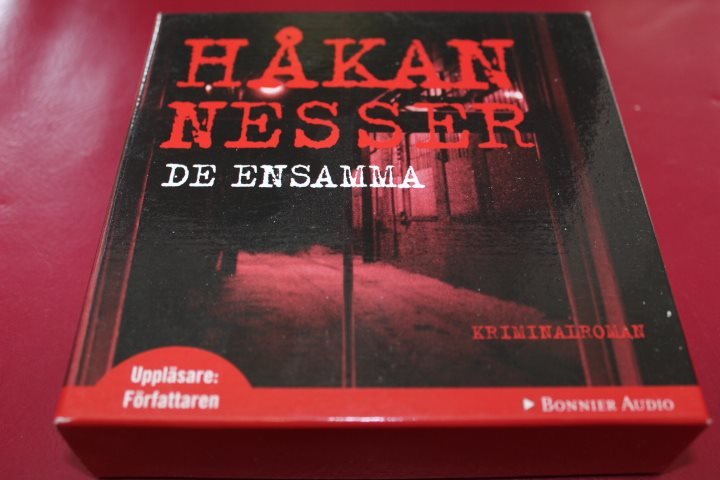 HÅKAN
NESSER
DE ENSAMMA
KRIMINALROMAN
Uppläsare:
Författaren
BONNIER AUDIO